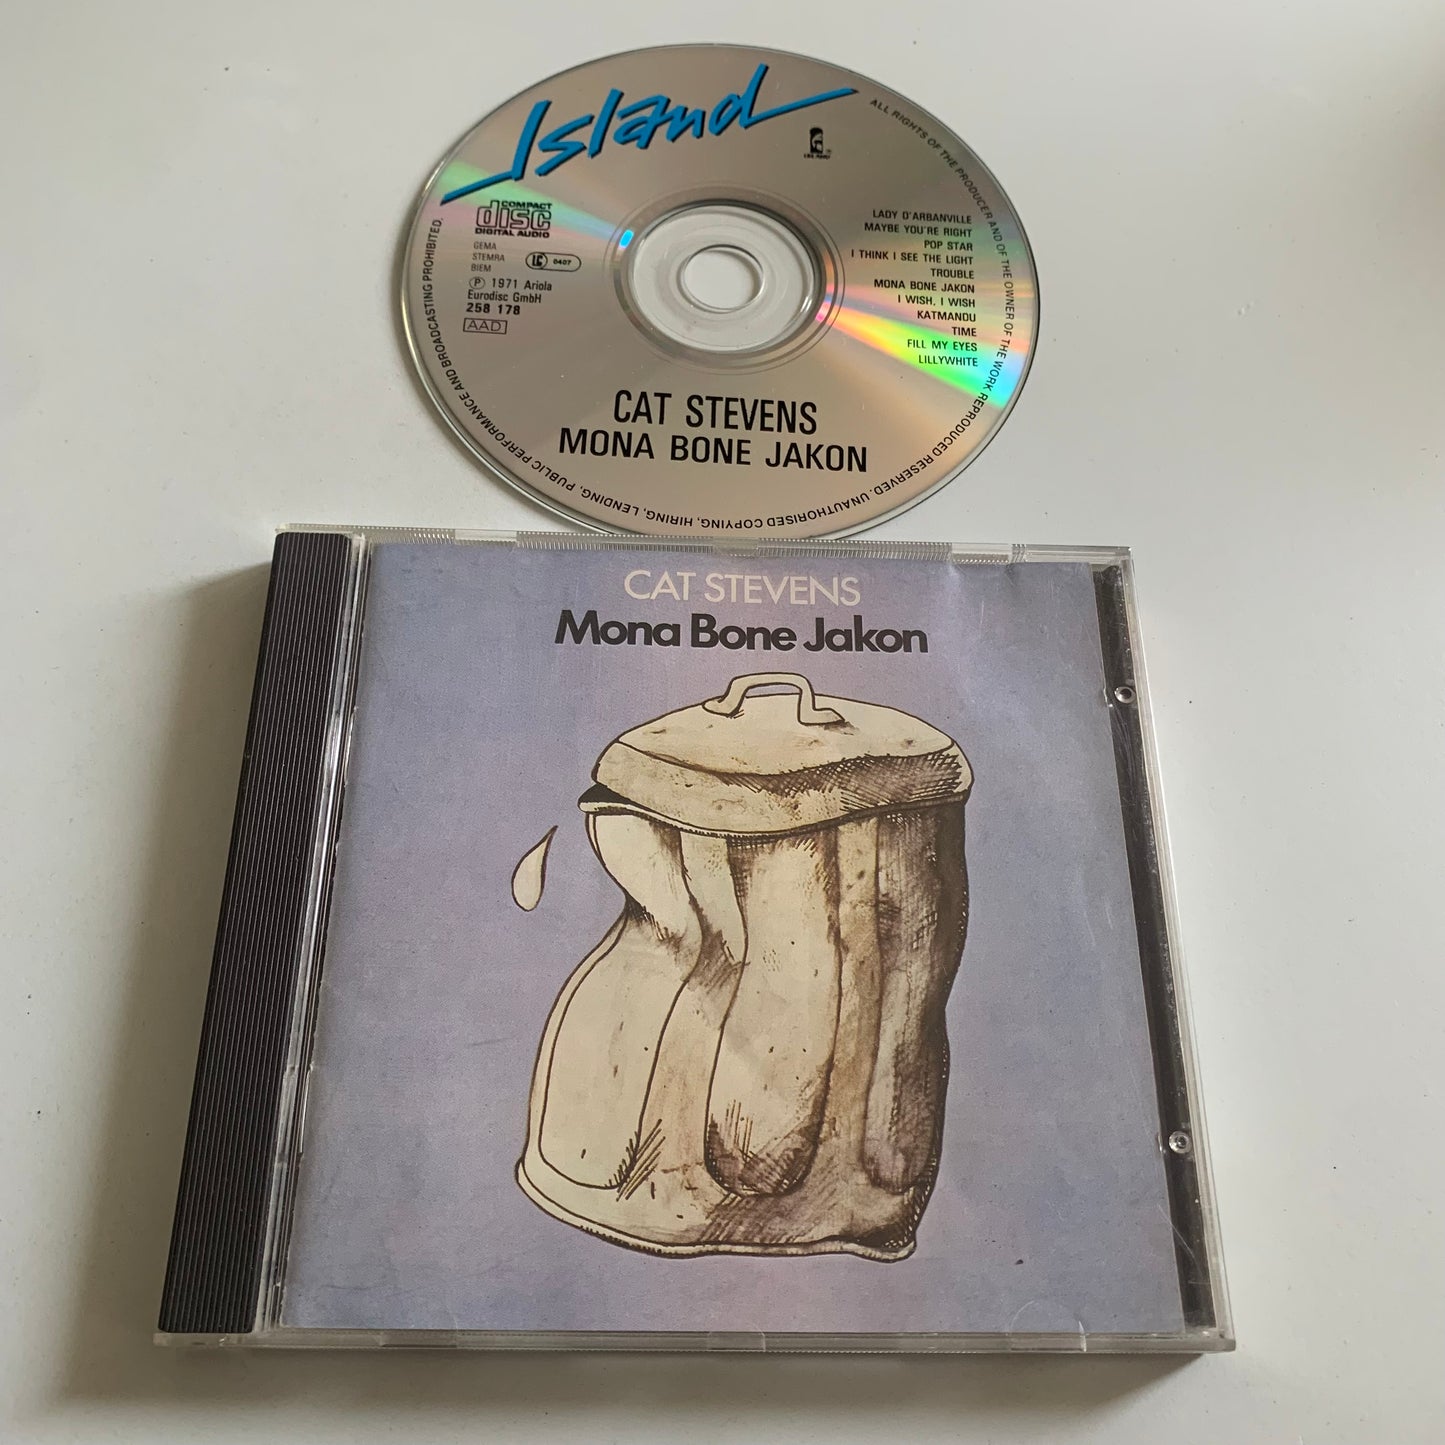 Island
ISLAND
COMPACT
disc
DIGITAL AUDIO
GEMA
STEMRA
BIEM
LC 0407
Ⓟ 1971 Ariola
Eurodisc GmbH
258 178
AAD
LADY D'ARBANVILLE
MAYBE YOU'RE RIGHT
POP STAR
I THINK I SEE THE LIGHT
TROUBLE
MONA BONE JAKON
I WISH, I WISH
KATMANDU
TIME
FILL MY EYES
LILLYWHITE
CAT STEVENS
MONA BONE JAKON
ALL RIGHTS OF THE PRODUCER AND OF THE OWNER OF THE WORK REPRODUCED RESERVED. UNAUTHORISED COPYING, HIRING, LENDING, PUBLIC PERFORMANCE AND BROADCASTING PROHIBITED.
CAT STEVENS
Mona Bone Jakon